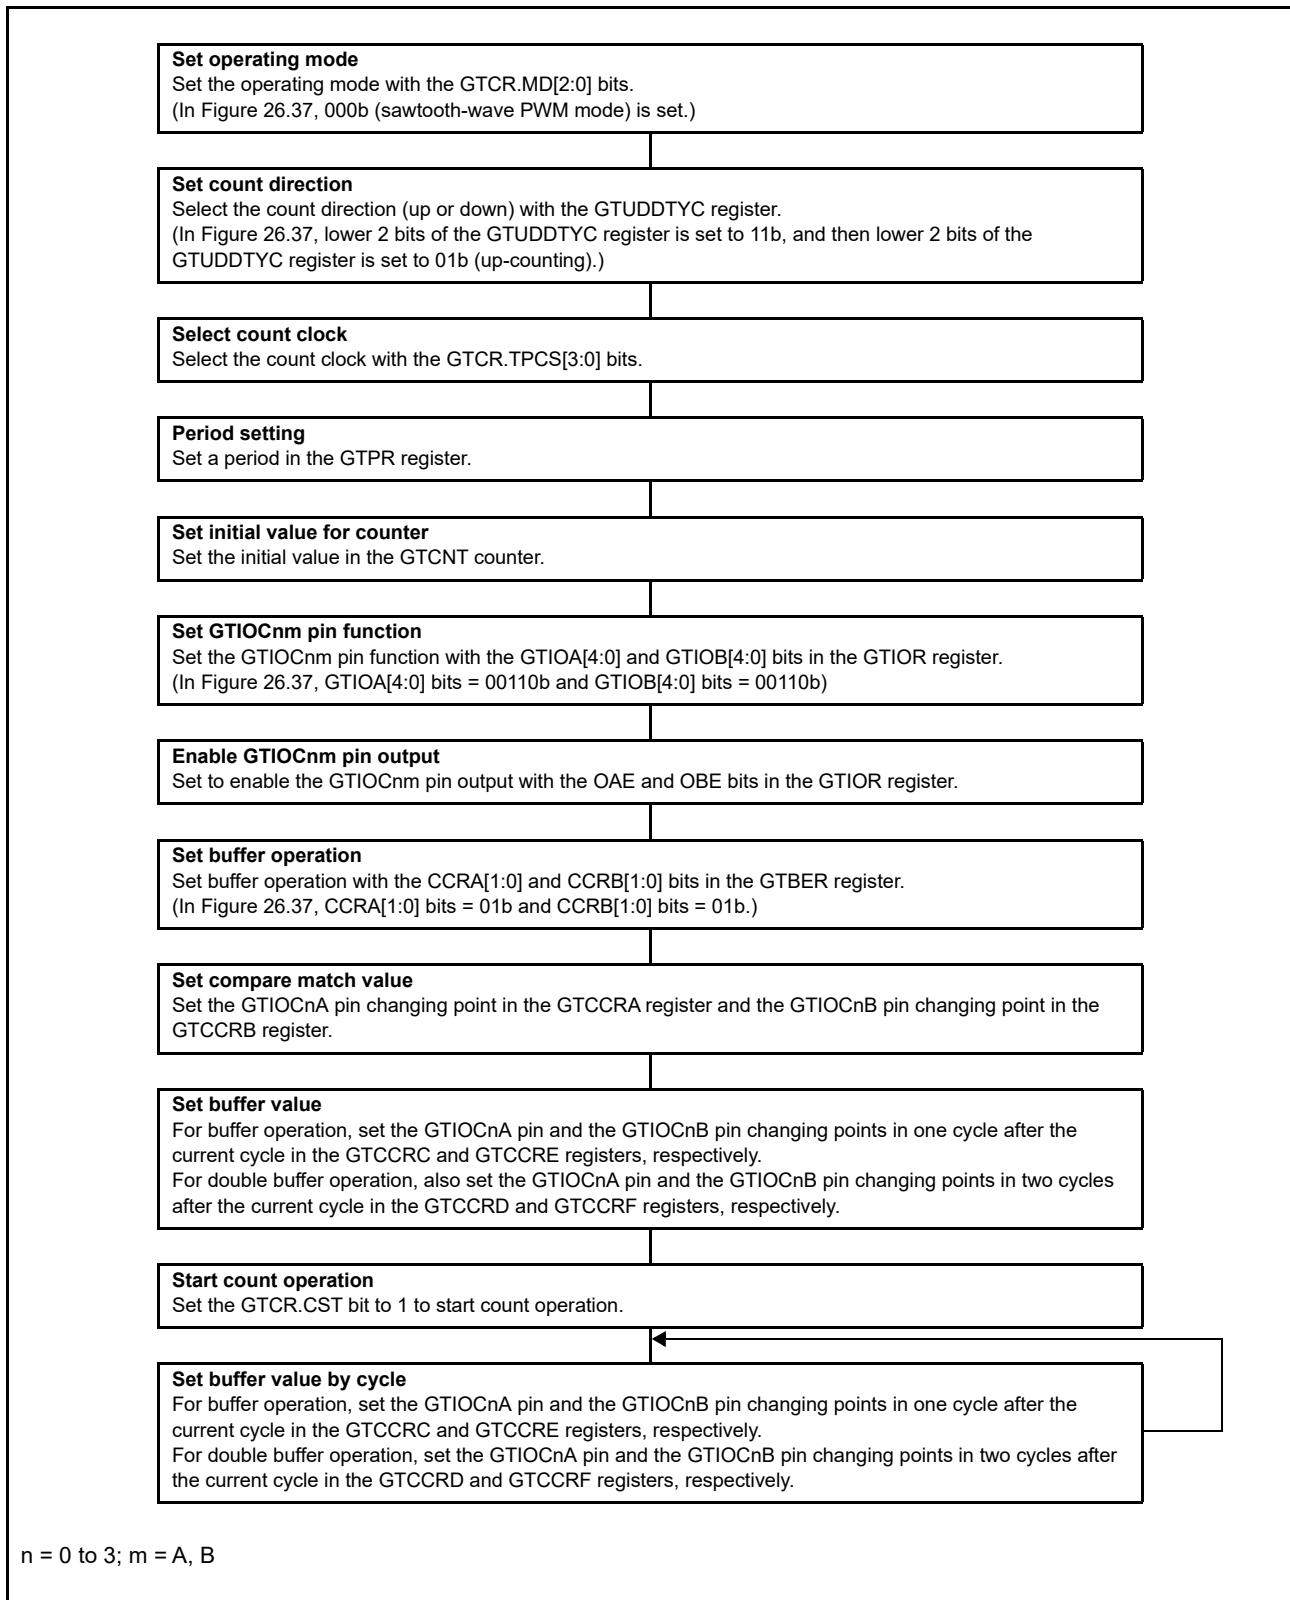 Set operating mode
Set the operating mode with the GTCR.MD[2:0] bits.
(In Figure 26.37, 000b (sawtooth-wave PWM mode) is set.)
Set count direction
Select the count direction (up or down) with the GTUDDTYC register.
(In Figure 26.37, lower 2 bits of the GTUDDTYC register is set to 11b, and then lower 2 bits of the
GTUDDTYC register is set to 01b (up-counting).)
Select count clock
Select the count clock with the GTCR.TPCS[3:0] bits.
Period setting
Set a period in the GTPR register.
Set initial value for counter
Set the initial value in the GTCNT counter.
Set GTIOCnm pin function
Set the GTIOCnm pin function with the GTIOA[4:0] and GTIOB[4:0] bits in the GTIOR register.
(In Figure 26.37, GTIOA[4:0] bits = 00110b and GTIOB[4:0] bits = 00110b)
Enable GTIOCnm pin output
Set to enable the GTIOCnm pin output with the OAE and OBE bits in the GTIOR register.
Set buffer operation
Set buffer operation with the CCRA[1:0] and CCRB[1:0] bits in the GTBER register.
(In Figure 26.37, CCRA[1:0] bits = 01b and CCRB[1:0] bits = 01b.)
Set compare match value
Set the GTIOCnA pin changing point in the GTCCRA register and the GTIOCnB pin changing point in the
GTCCRB register.
Set buffer value
For buffer operation, set the GTIOCnA pin and the GTIOCnB pin changing points in one cycle after the
current cycle in the GTCCRC and GTCCRE registers, respectively.
For double buffer operation, also set the GTIOCnA pin and the GTIOCnB pin changing points in two cycles
after the current cycle in the GTCCRD and GTCCRF registers, respectively.
Start count operation
Set the GTCR.CST bit to 1 to start count operation.
Set buffer value by cycle
For buffer operation, set the GTIOCnA pin and the GTIOCnB pin changing points in one cycle after the
current cycle in the GTCCRC and GTCCRE registers, respectively.
For double buffer operation, set the GTIOCnA pin and the GTIOCnB pin changing points in two cycles after
the current cycle in the GTCCRD and GTCCRF registers, respectively.
n = 0 to 3; m = A, B